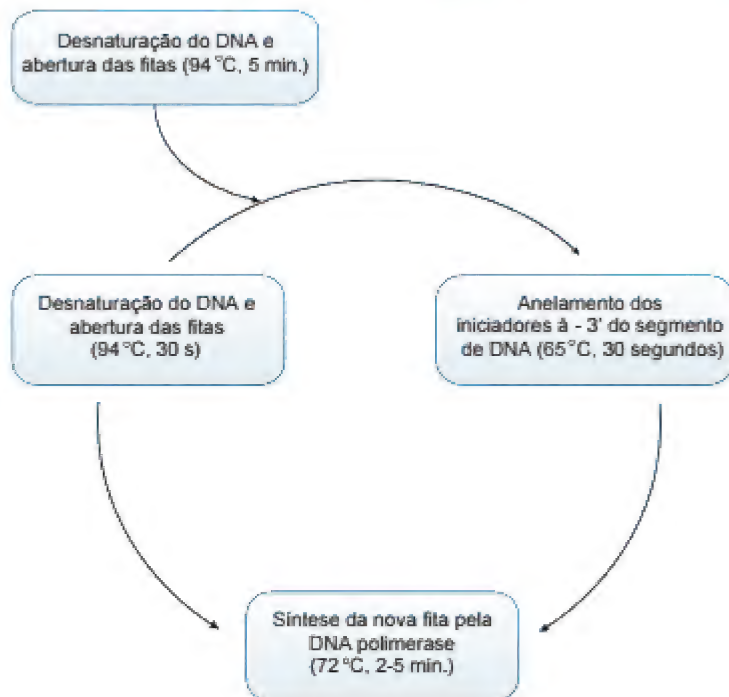 Desnaturação do DNA e
abertura das fitas (94 °C, 5 min.)
Desnaturação do DNA e
abertura das fitas
(94 °C, 30 s)
Anelamento dos
iniciadores à - 3' do segmento
de DNA (65 °C, 30 segundos)
Síntese da nova fita pela
DNA polimerase
(72 °C, 2-5 min.)